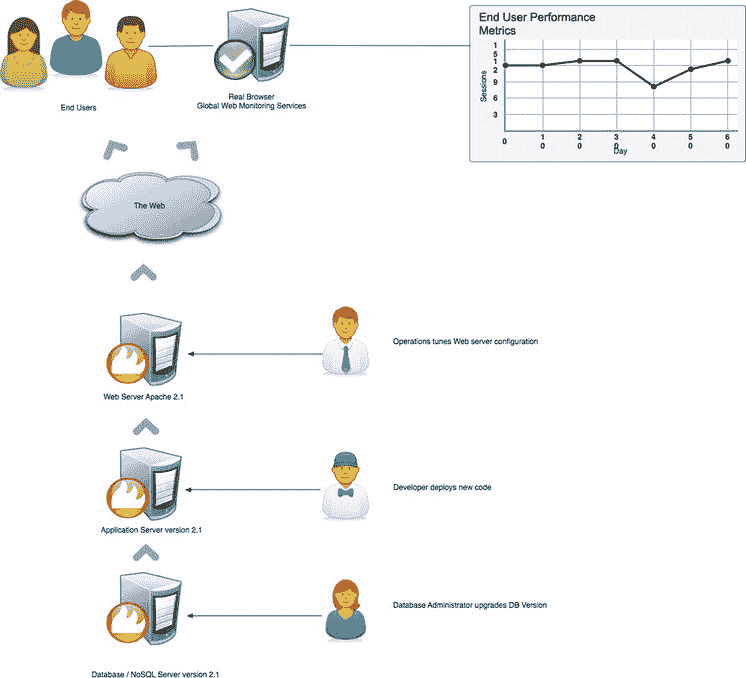 End User Performance
Metrics
1
5
1
2
9
6
3
Sessions
0
1
0
2
0
3
0
4
0
5
0
6
0
Day
End Users
Real Browser
Global Web Monitoring Services
The Web
Operations tunes Web server configuration
Web Server Apache 2.1
Developer deploys new code
Application Server version 2.1
Database Administrator upgrades DB Version
Database / NoSQL Server version 2.1